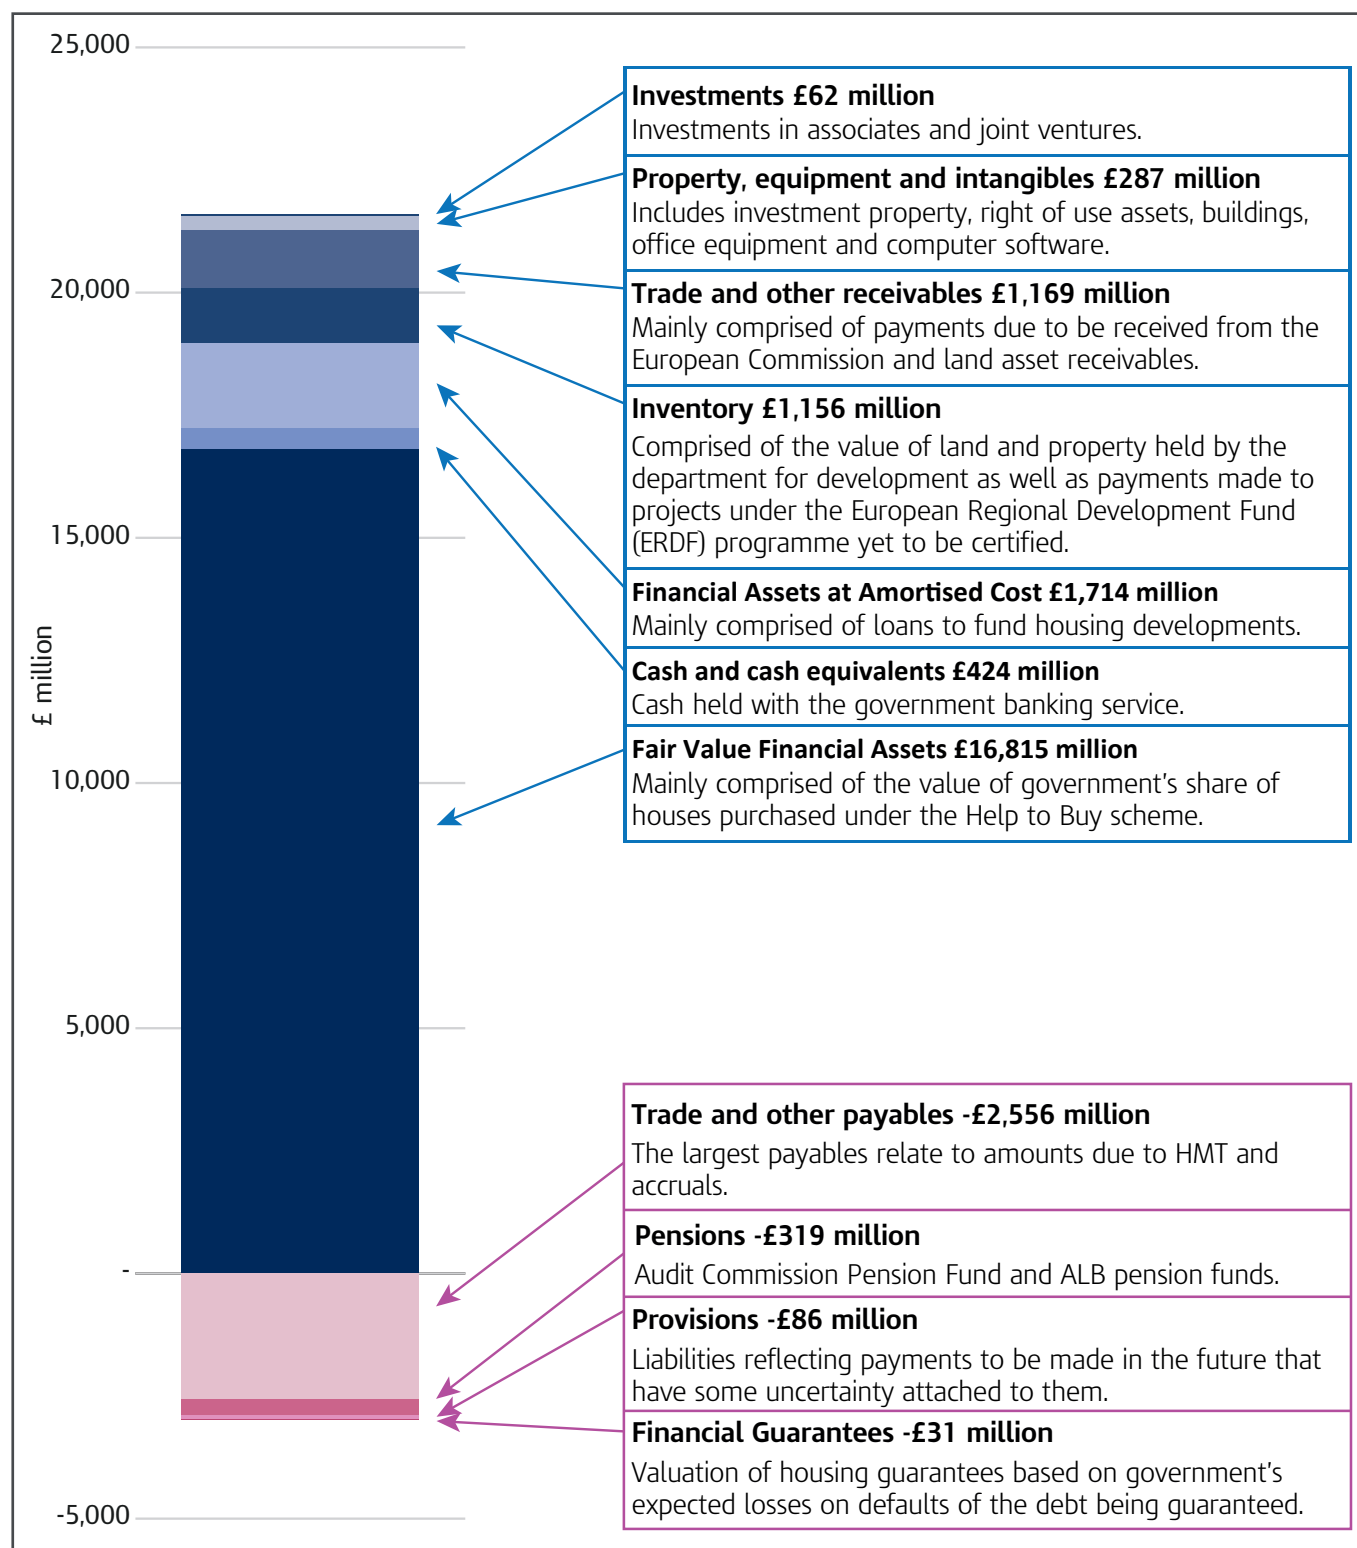 25,000
20,000
15,000
10,000
5,000
-
-5,000
£ million
Investments £62 million
Investments in associates and joint ventures.
Property, equipment and intangibles £287 million
Includes investment property, right of use assets, buildings,
office equipment and computer software.
Trade and other receivables £1,169 million
Mainly comprised of payments due to be received from the
European Commission and land asset receivables.
Inventory £1,156 million
Comprised of the value of land and property held by the
department for development as well as payments made to
projects under the European Regional Development Fund
(ERDF) programme yet to be certified.
Financial Assets at Amortised Cost £1,714 million
Mainly comprised of loans to fund housing developments.
Cash and cash equivalents £424 million
Cash held with the government banking service.
Fair Value Financial Assets £16,815 million
Mainly comprised of the value of government’s share of
houses purchased under the Help to Buy scheme.
Trade and other payables -£2,556 million
The largest payables relate to amounts due to HMT and
accruals.
Pensions -£319 million
Audit Commission Pension Fund and ALB pension funds.
Provisions -£86 million
Liabilities reflecting payments to be made in the future that
have some uncertainty attached to them.
Financial Guarantees -£31 million
Valuation of housing guarantees based on government’s
expected losses on defaults of the debt being guaranteed.